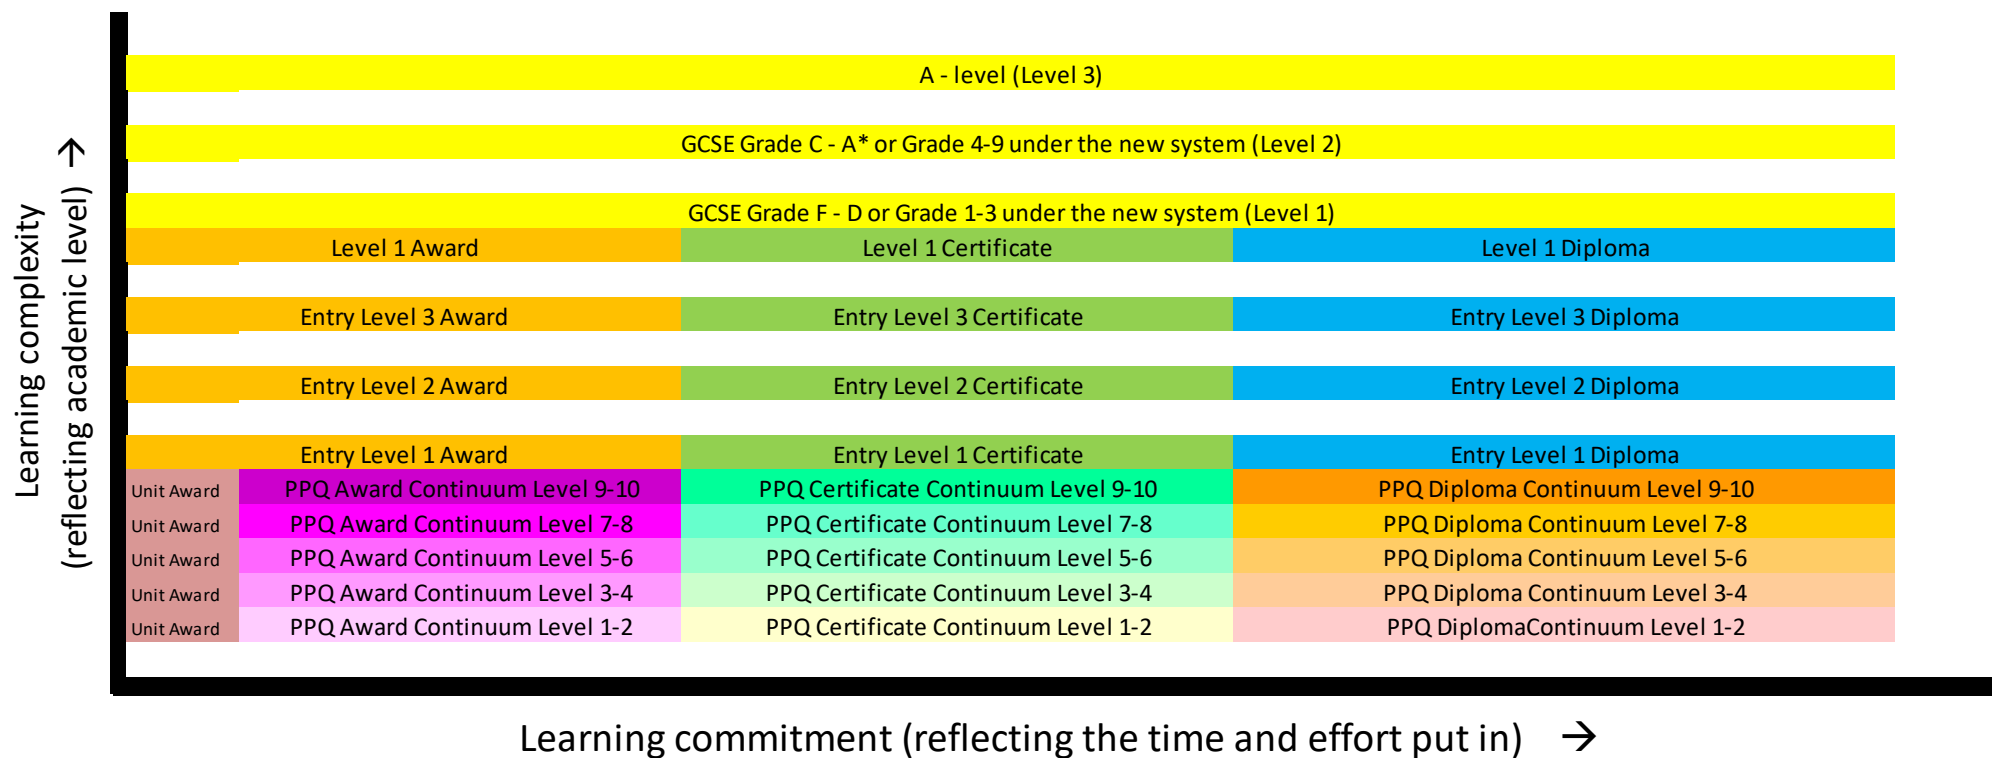 A - level (Level 3)
GCSE Grade C - A* or Grade 4-9 under the new system (Level 2)
GCSE Grade F - D or Grade 1-3 under the new system (Level 1)
Level 1 Award Level 1 Certificate Level 1 Diploma
Entry Level 3 Award Entry Level 3 Certificate Entry Level 3 Diploma
Entry Level 2 Award Entry Level 2 Certificate Entry Level 2 Diploma
Entry Level 1 Award Entry Level 1 Certificate Entry Level 1 Diploma
Unit Award PPQ Award Continuum Level 9-10 PPQ Certificate Continuum Level 9-10 PPQ Diploma Continuum Level 9-10
Unit Award PPQ Award Continuum Level 7-8 PPQ Certificate Continuum Level 7-8 PPQ Diploma Continuum Level 7-8
Unit Award PPQ Award Continuum Level 5-6 PPQ Certificate Continuum Level 5-6 PPQ Diploma Continuum Level 5-6
Unit Award PPQ Award Continuum Level 3-4 PPQ Certificate Continuum Level 3-4 PPQ Diploma Continuum Level 3-4
Unit Award PPQ Award Continuum Level 1-2 PPQ Certificate Continuum Level 1-2 PPQ DiplomaContinuum Level 1-2
Learning complexity
(reflecting academic level) →
Learning commitment (reflecting the time and effort put in) →